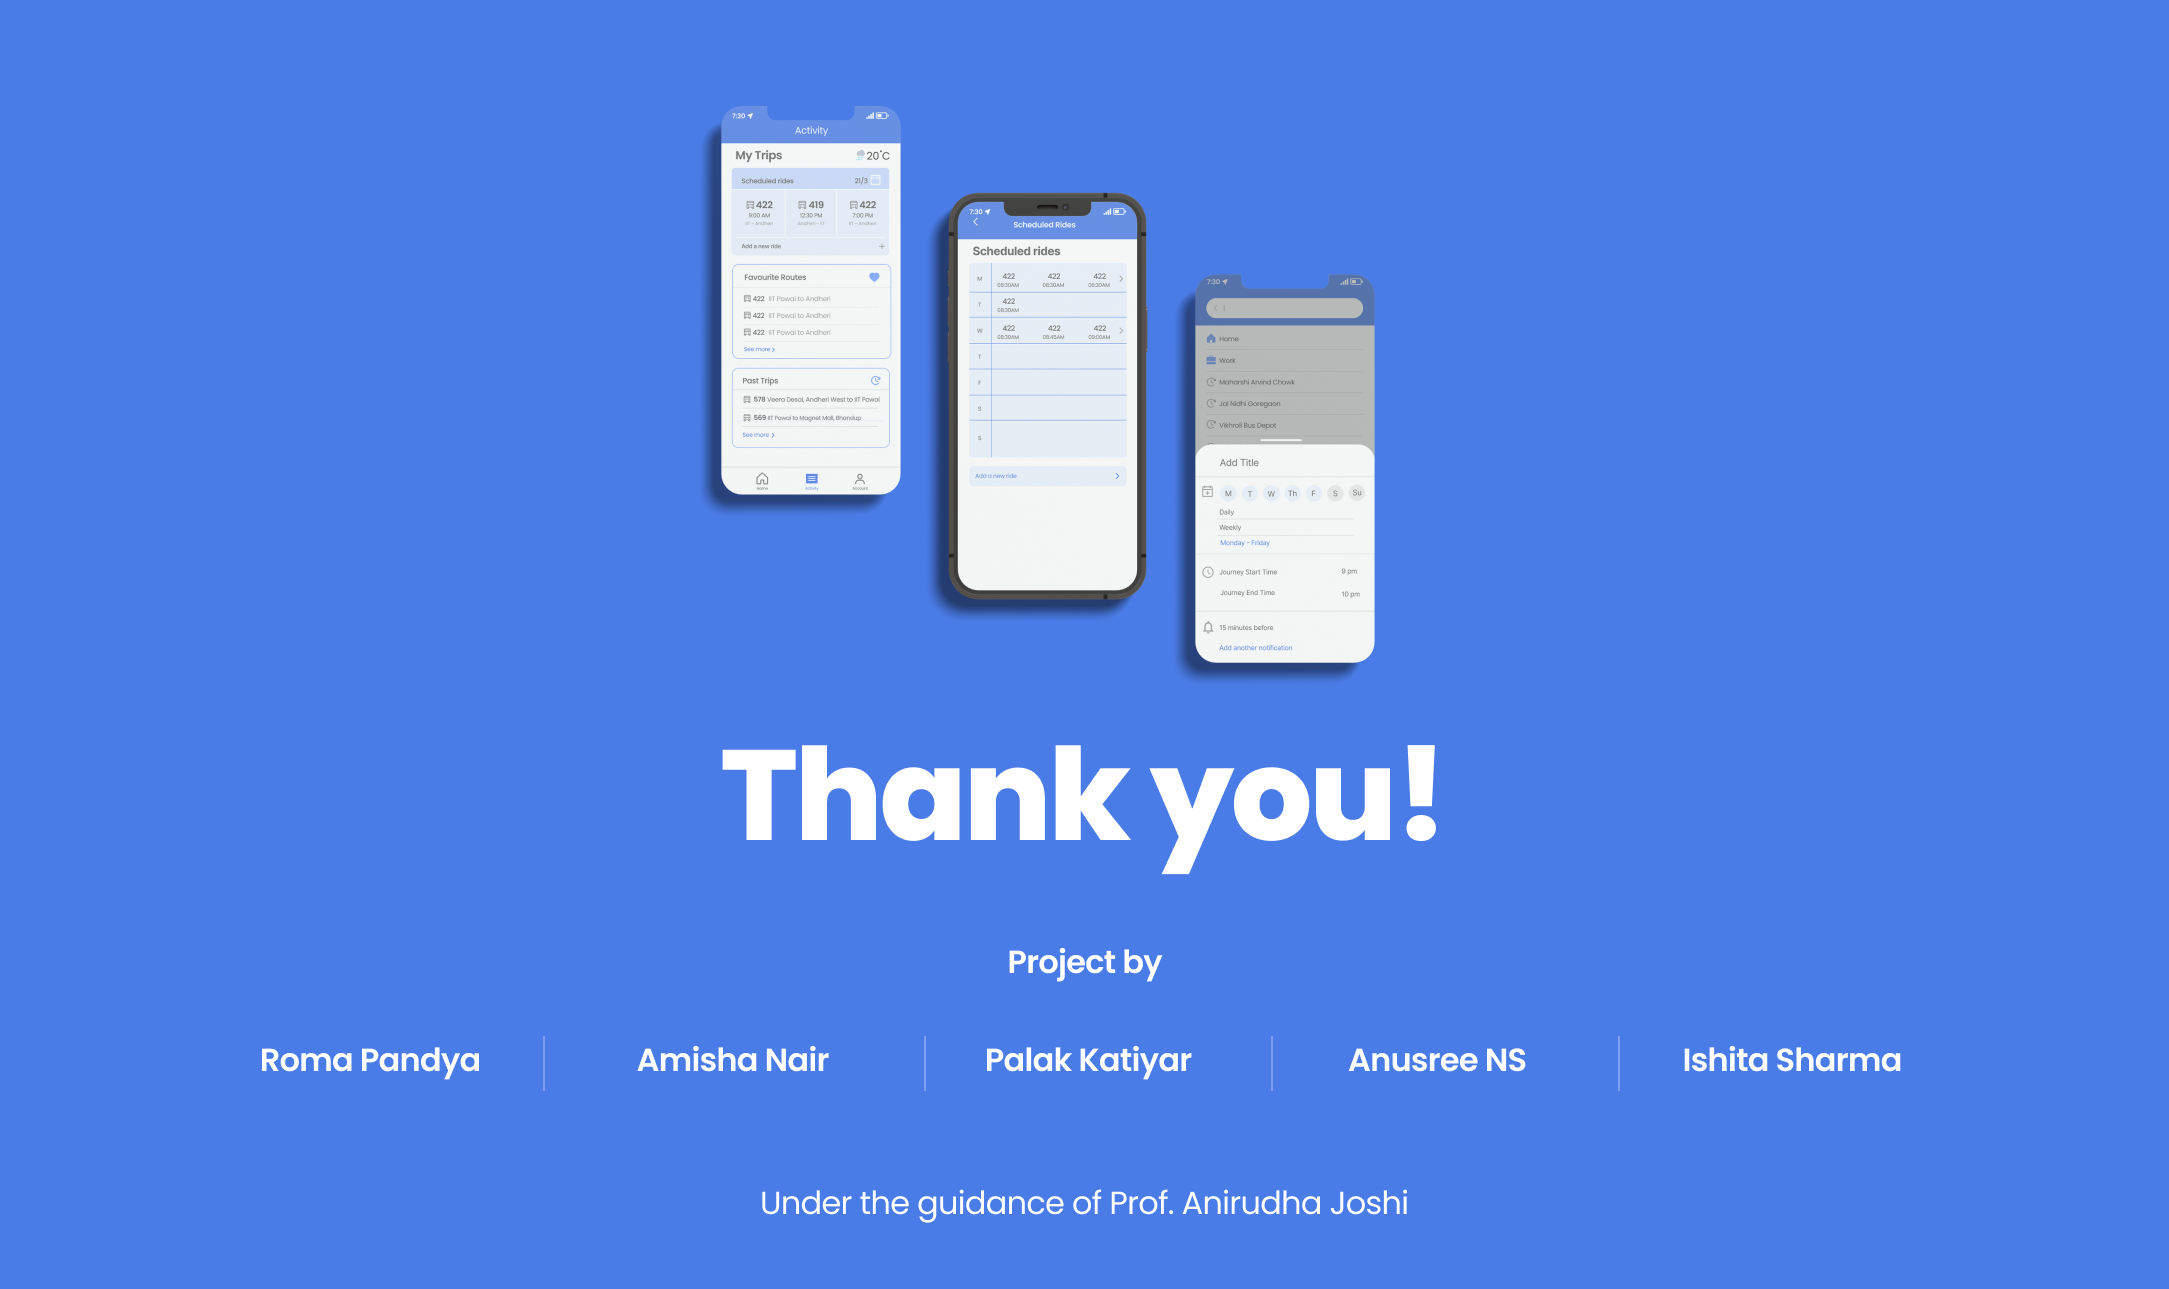 7:30
Activity
My Trips
20°C
Scheduled rides
21/3
422 419 422
9:00 AM 12:30 PM 7:00 PM
IIT - Andheri Andheri - IIT IIT - Andheri
Add a new ride +
Favourite Routes
422 IIT Powai to Andheri
422 IIT Powai to Andheri
422 IIT Powai to Andheri
See more >
Past Trips
578 Veera Desai, Andheri West to IIT Powai
569 IIT Powai to Magnet Mall, Bhandup
See more >
Home Activity Account
7:30
Scheduled Rides
Scheduled rides
M 422 422 422
08:30AM 08:30AM 08:30AM
T 422
08:30AM
W 422 422 422
08:30AM 08:45AM 09:00AM
T
F
S
S
Add a new ride
7:30
Home
Work
Maharshi Arvind Chowk
Jal Nidhi Goregaon
Vikhroli Bus Depot
Add Title
M T W Th F S Su
Daily
Weekly
Monday - Friday
Journey Start Time 9 pm
Journey End Time 10 pm
15 minutes before
Add another notification
Thank you!
Project by
Roma Pandya
Amisha Nair
Palak Katiyar
Anusree NS
Ishita Sharma
Under the guidance of Prof. Anirudha Joshi